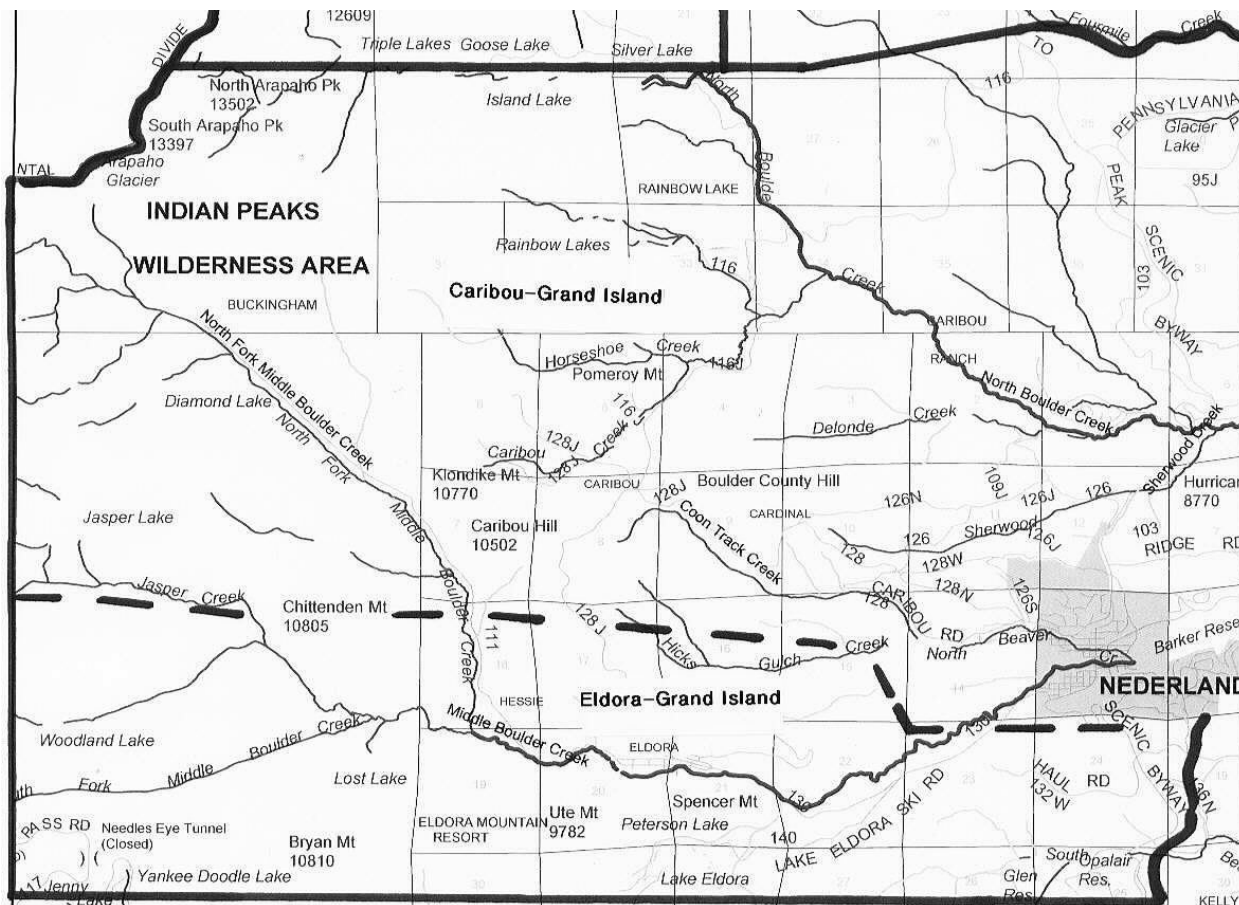 12609
Fourmile Creek
DIVIDE
Triple Lakes Goose Lake
Silver Lake
TO
116
North Arapaho Pk
13502
Island Lake
North
PENNSYLVANIA
South Arapaho Pk
13397
Glacier
Lake
NTAL
Arapaho
Glacier
Boulde
RAINBOW LAKE
PEAK
95J
INDIAN PEAKS
WILDERNESS AREA
Rainbow Lakes
116
SCENIC
103
BUCKINGHAM
Caribou-Grand Island
Creek
CARIBOU
RANCH
BYWAY
North Fork Middle Boulder Creek
Horseshoe Creek
Pomeroy Mt
116J
Diamond Lake
North Fork
116J
North Boulder Creek
Delonde Creek
Caribou Creek
128J
128J
Sherwood Creek
Klondike Mt
10770
CARIBOU
128J
Boulder County Hill
CARDINAL
126N
109J
126J
126
Hurrican
8770
Jasper Lake
Middle
Caribou Hill
10502
Coon Track Creek
Sherwood
126J
103
RIDGE RD
128
126
128W
Jasper Creek
Boulder Creek
Chittenden Mt
10805
111
128J
128
CARIBOU
RD
128N
126S
Hicks Gulch Creek
North Beaver Cr
Barker Rese
HESSIE
Eldora-Grand Island
NEDERLAND
Woodland Lake
Middle Boulder Creek
Middle Boulder Creek
ELDORA
130
SCENIC
BYWAY
Fork
Lost Lake
HAUL RD
132W
136N
PASS RD
Needles Eye Tunnel
(Closed)
Bryan Mt
10810
ELDORA MOUNTAIN
RESORT
Ute Mt
9782
Spencer Mt
Peterson Lake
130
140
LAKE ELDORA SKI RD
117
Jenny
Lake
Yankee Doodle Lake
Lake Eldora
Glen
Res.
South
Opalair
Res.
KELLY